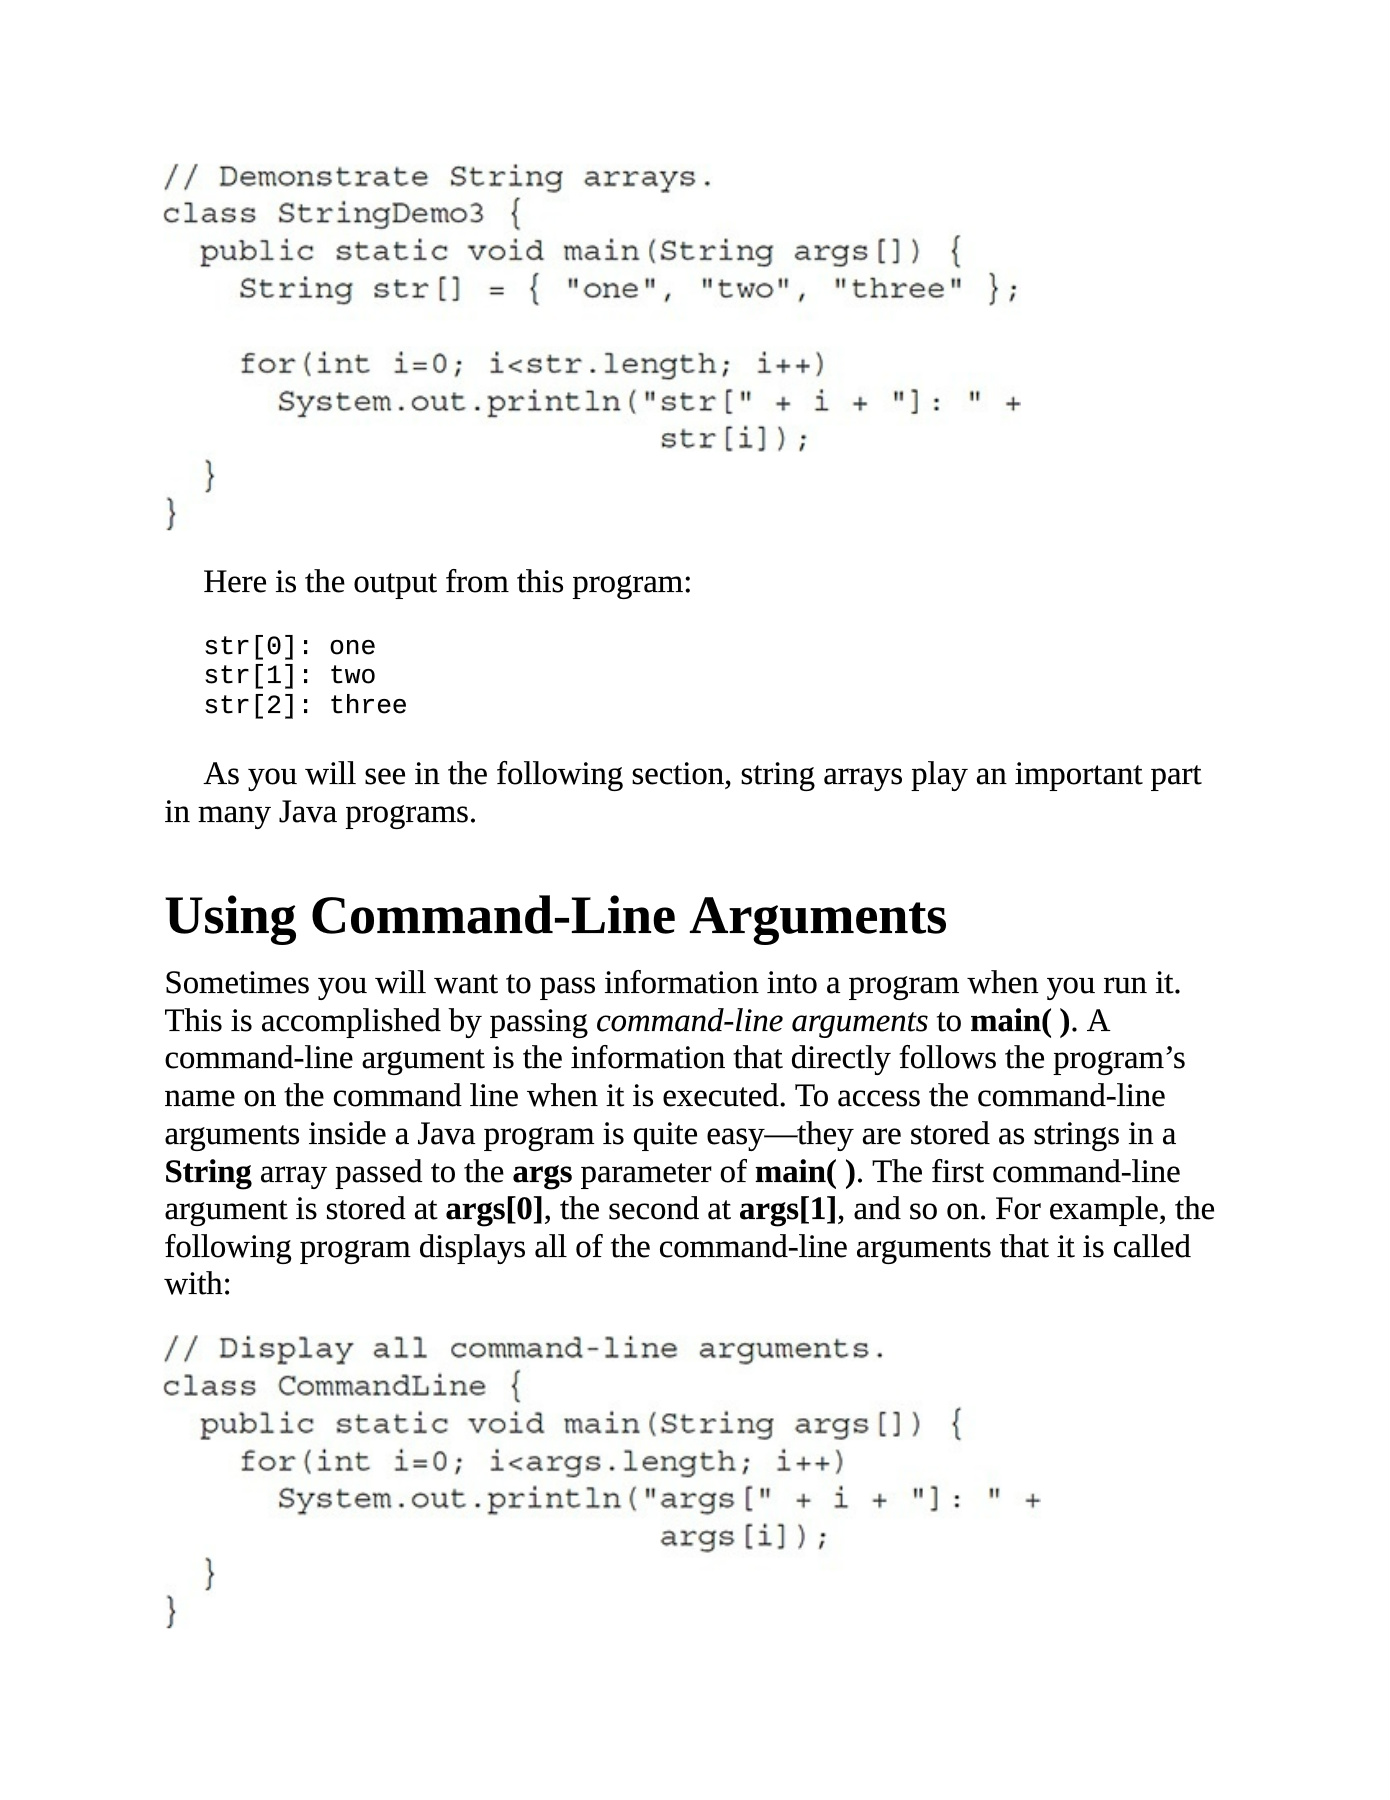 // Demonstrate String arrays.
class StringDemo3 {
  public static void main(String args[]) {
    String str[] = { "one", "two", "three" };

    for(int i=0; i<str.length; i++)
      System.out.println("str[" + i + "]: " +
                          str[i]);
  }
}
Here is the output from this program:
str[0]: one
str[1]: two
str[2]: three
As you will see in the following section, string arrays play an important part
in many Java programs.
Using Command-Line Arguments
Sometimes you will want to pass information into a program when you run it.
This is accomplished by passing command-line arguments to main( ). A
command-line argument is the information that directly follows the program’s
name on the command line when it is executed. To access the command-line
arguments inside a Java program is quite easy—they are stored as strings in a
String array passed to the args parameter of main( ). The first command-line
argument is stored at args[0], the second at args[1], and so on. For example, the
following program displays all of the command-line arguments that it is called
with:
// Display all command-line arguments.
class CommandLine {
  public static void main(String args[]) {
    for(int i=0; i<args.length; i++)
      System.out.println("args[" + i + "]: " +
                          args[i]);
  }
}